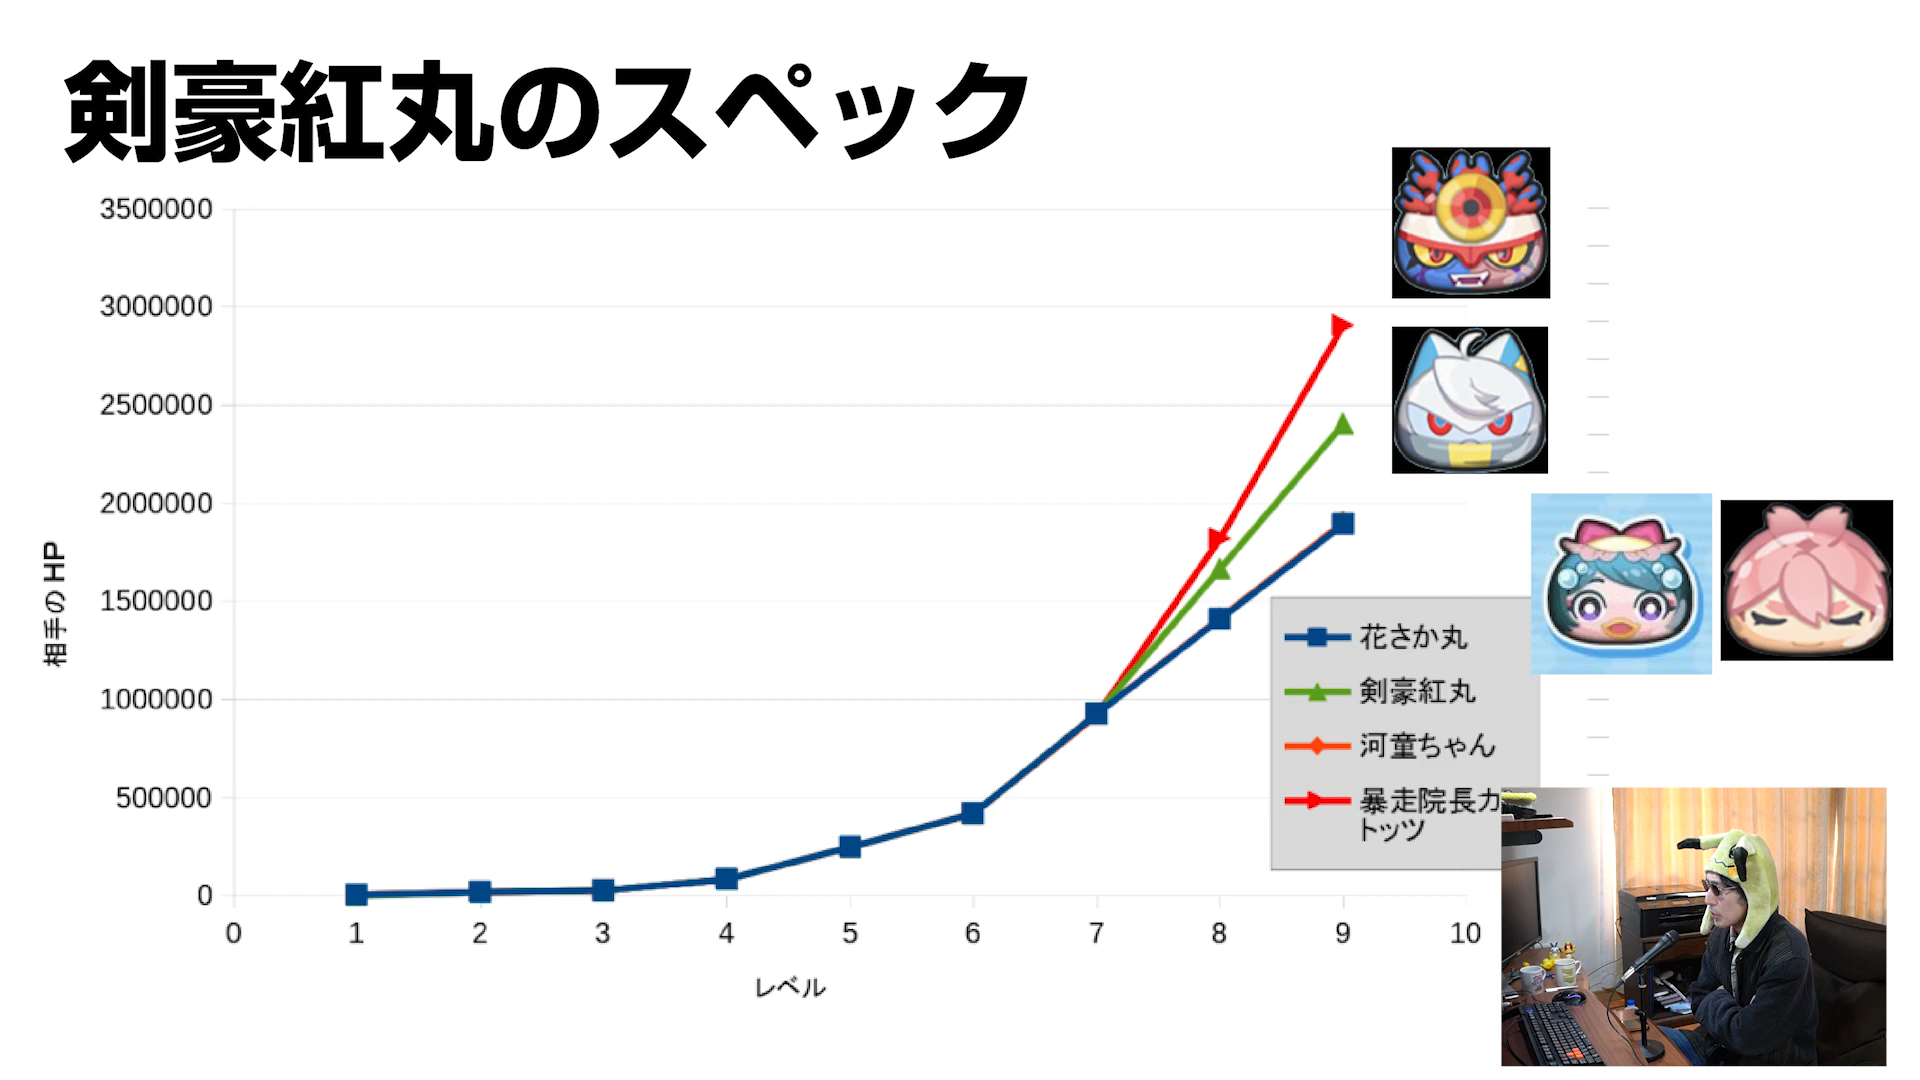 剣豪紅丸のスペック
3500000
3000000
2500000
2000000
1500000
1000000
500000
0
相手のHP
0 1 2 3 4 5 6 7 8 9 10
レベル
花さか丸
剣豪紅丸
河童ちゃん
暴走院長カ
トッツ